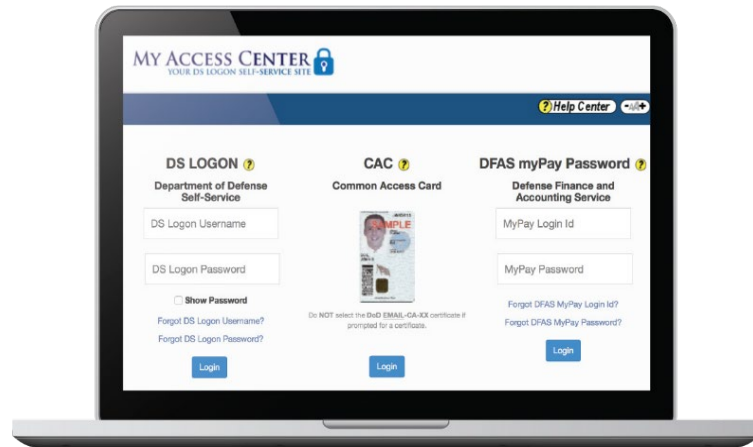 MY ACCESS CENTER
YOUR DS LOGON SELF-SERVICE SITE
?Help Center
-AA+
DS LOGON ?
Department of Defense
Self-Service
DS Logon Username
DS Logon Password
Show Password
Forgot DS Logon Username?
Forgot DS Logon Password?
Login
CAC ?
Common Access Card
SAMPLE
Do NOT select the DoD EMAIL-CA-XX certificate if
prompted for a certificate.
Login
DFAS myPay Password ?
Defense Finance and
Accounting Service
MyPay Login Id
MyPay Password
Forgot DFAS MyPay Login Id?
Forgot DFAS MyPay Password?
Login